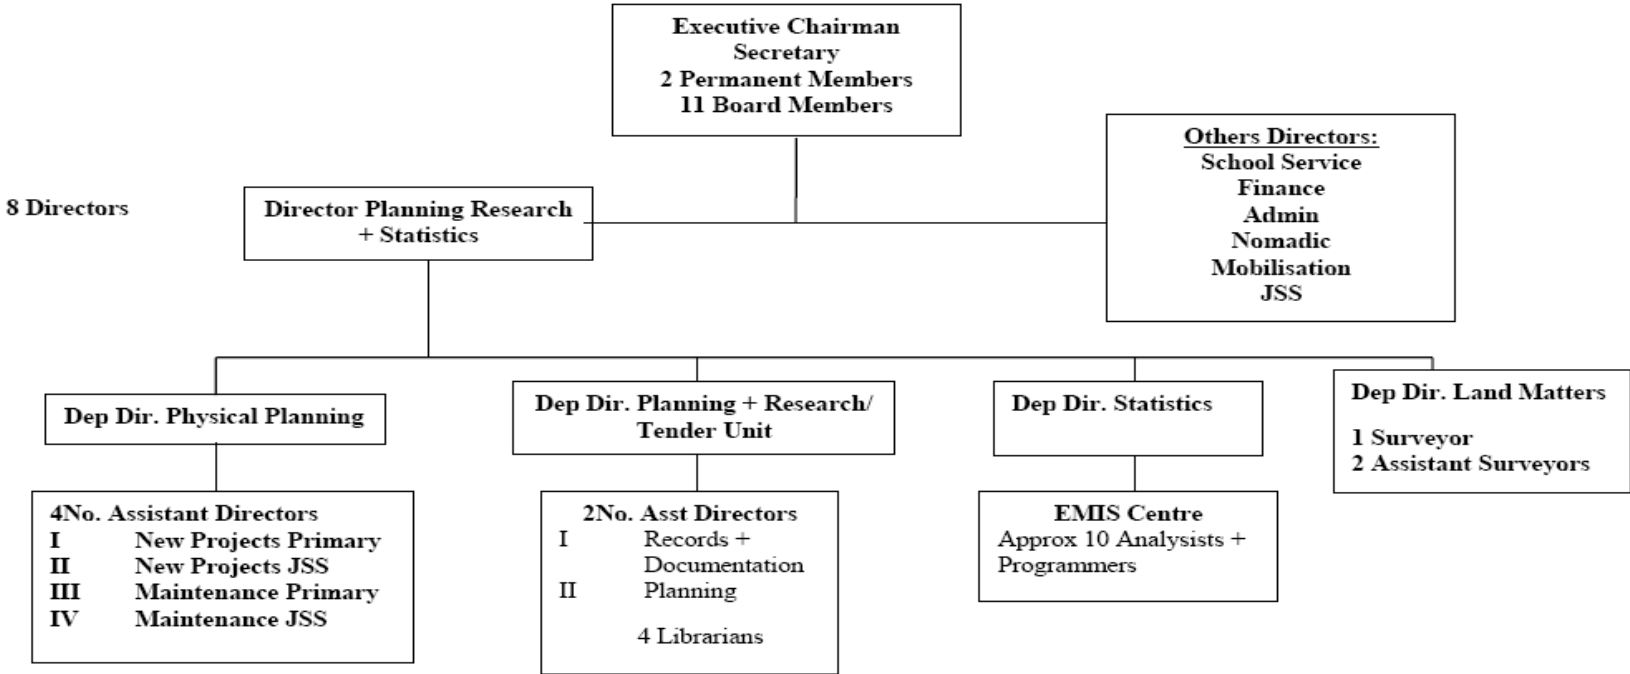 Executive Chairman
Secretary
2 Permanent Members
11 Board Members
Others Directors:
School Service
Finance
Admin
Nomadic
Mobilisation
JSS
8 Directors
Director Planning Research
+ Statistics
Dep Dir. Physical Planning
Dep Dir. Planning + Research/
Tender Unit
Dep Dir. Statistics
Dep Dir. Land Matters
1 Surveyor
2 Assistant Surveyors
4No. Assistant Directors
I New Projects Primary
II New Projects JSS
III Maintenance Primary
IV Maintenance JSS
2No. Asst Directors
I Records +
Documentation
II Planning
4 Librarians
EMIS Centre
Approx 10 Analysists +
Programmers